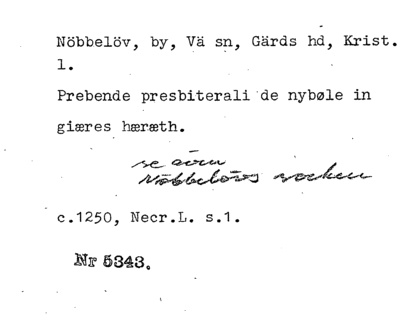 Nöbbelöv, by, Vä sn, Gärds hd, Krist.
l.
Prebende presbiterali de nybøle in
giæres hæræth.
se även
Nöbbelövs socken
c.1250, Necr.L. s.1.
Nr 5343.